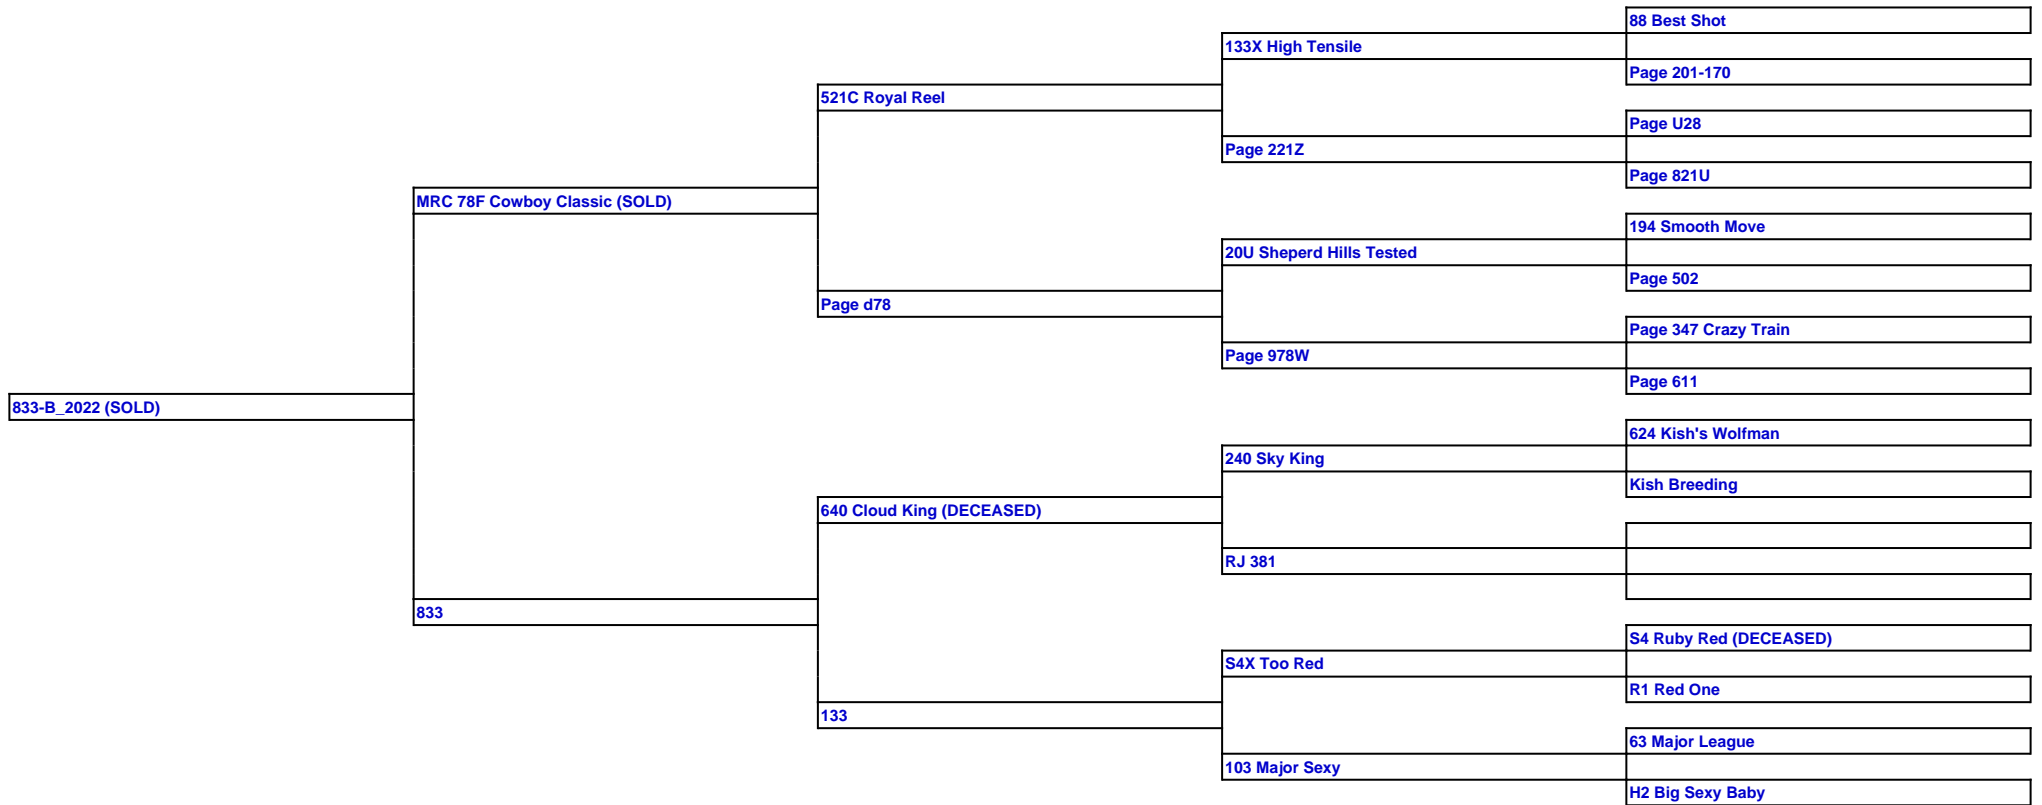 88 Best Shot
133X High Tensile
Page 201-170
521C Royal Reel
Page U28
Page 221Z
Page 821U
MRC 78F Cowboy Classic (SOLD)
194 Smooth Move
20U Sheperd Hills Tested
Page 502
Page d78
Page 347 Crazy Train
Page 978W
Page 611
833-B_2022 (SOLD)
624 Kish's Wolfman
240 Sky King
Kish Breeding
640 Cloud King (DECEASED)
RJ 381
833
S4 Ruby Red (DECEASED)
S4X Too Red
R1 Red One
133
63 Major League
103 Major Sexy
H2 Big Sexy Baby